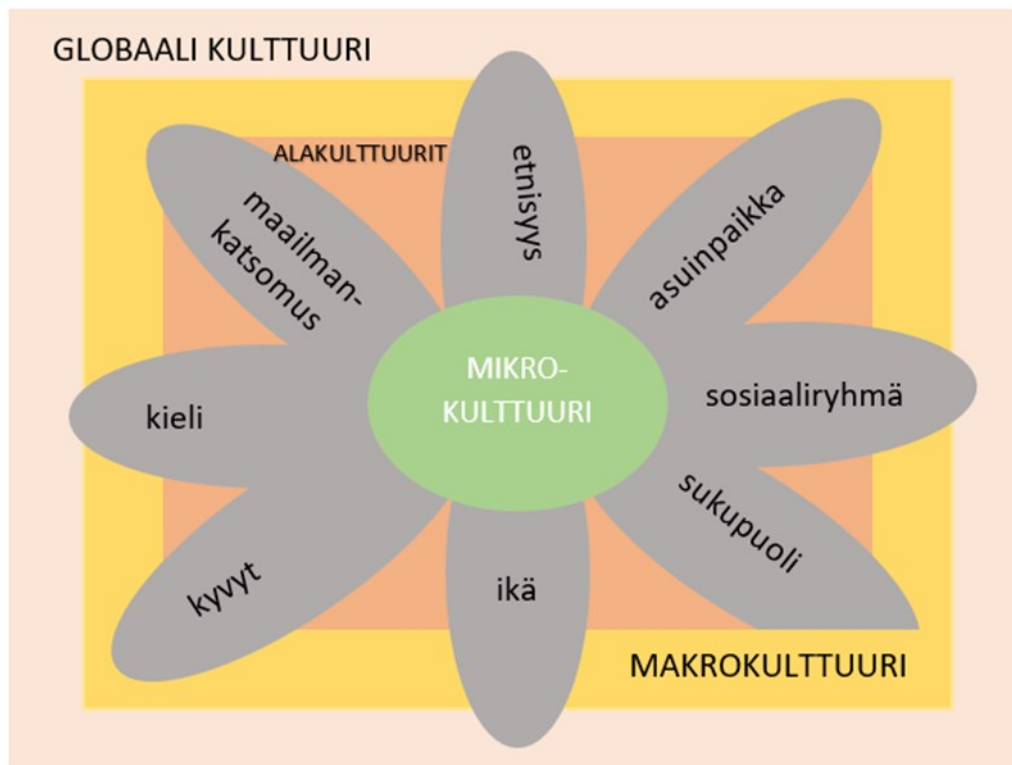 GLOBAALI KULTTUURI
ALAKULTTUURIT
etnisyys
asuinpaikka
maailman-
katsomus
MIKRO-
KULTTUURI
sosiaaliryhmä
kieli
sukupuoli
kyvyt
ikä
MAKROKULTTUURI